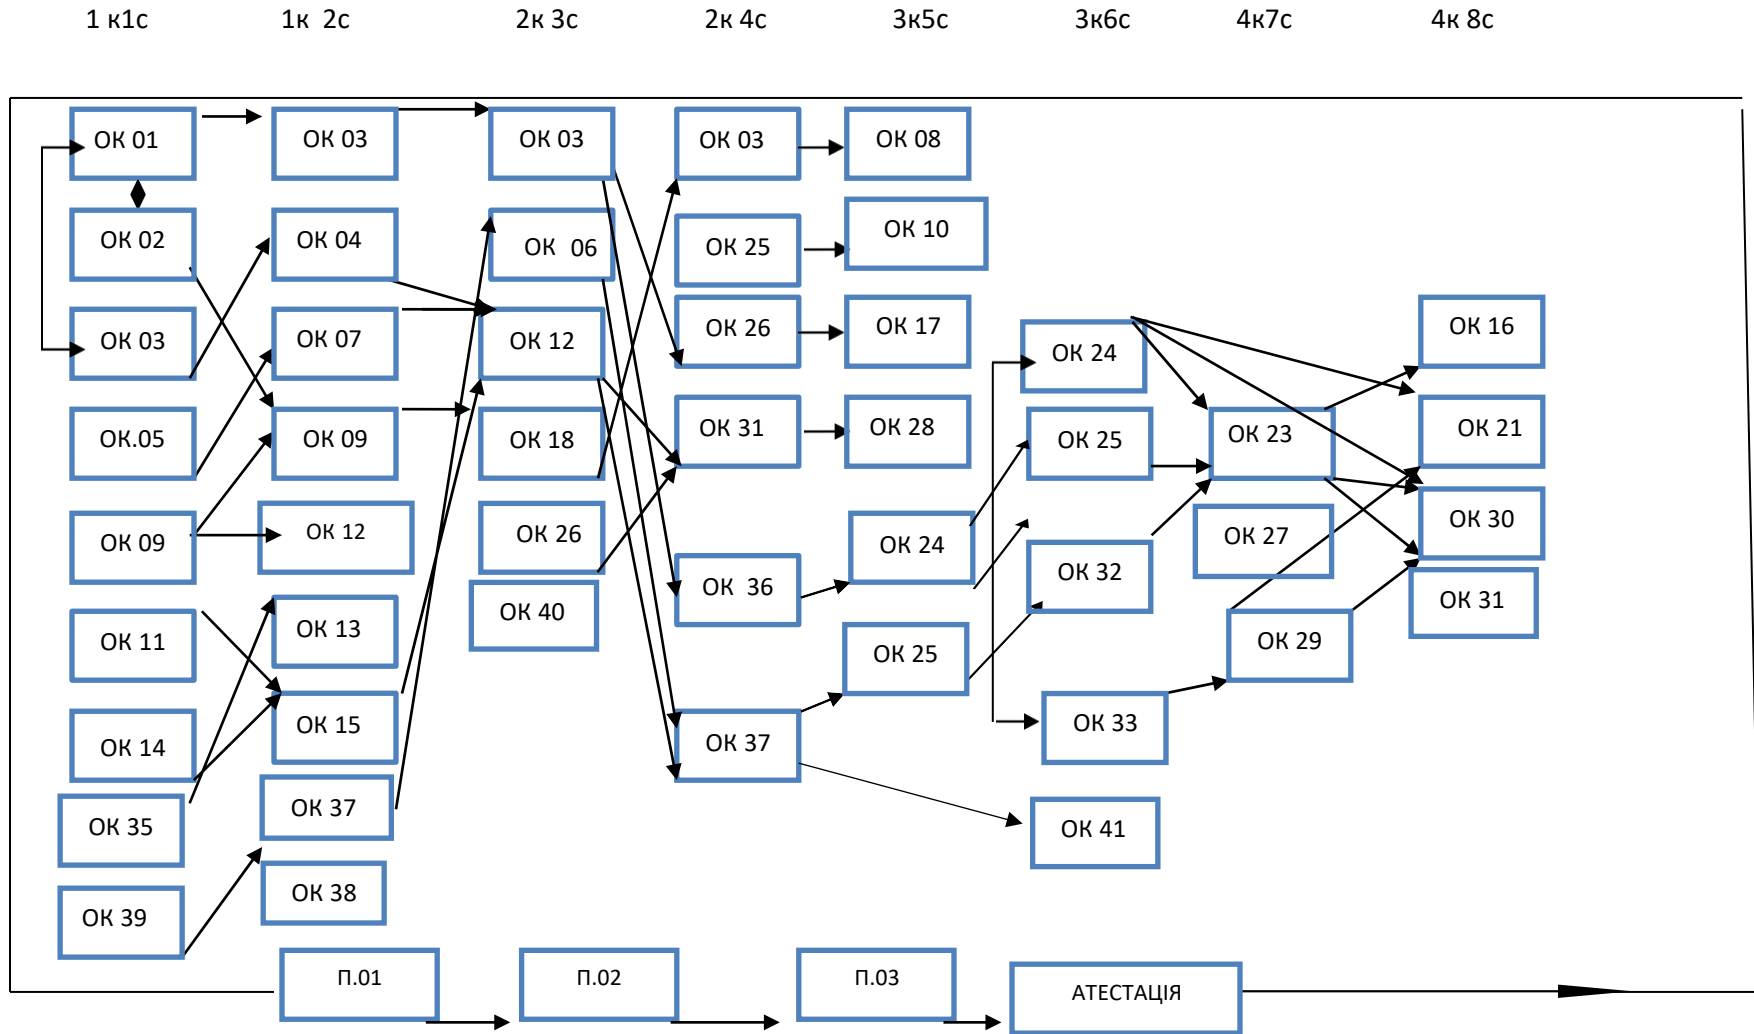 1 к1с 1к 2с 2к 3с 2к 4с 3к5с 3к6с 4к7с 4к 8с
ОК 01
ОК 02
ОК 03
ОК.05
ОК 09
ОК 11
ОК 14
ОК 35
ОК 39
ОК 03
ОК 04
ОК 07
ОК 09
ОК 12
ОК 13
ОК 15
ОК 37
ОК 38
ОК 03
ОК 06
ОК 12
ОК 18
ОК 26
ОК 40
ОК 03
ОК 25
ОК 26
ОК 31
ОК 36
ОК 37
ОК 08
ОК 10
ОК 17
ОК 28
ОК 24
ОК 25
ОК 24
ОК 25
ОК 32
ОК 33
ОК 41
ОК 23
ОК 27
ОК 29
ОК 16
ОК 21
ОК 30
ОК 31
П.01
П.02
П.03
АТЕСТАЦІЯ